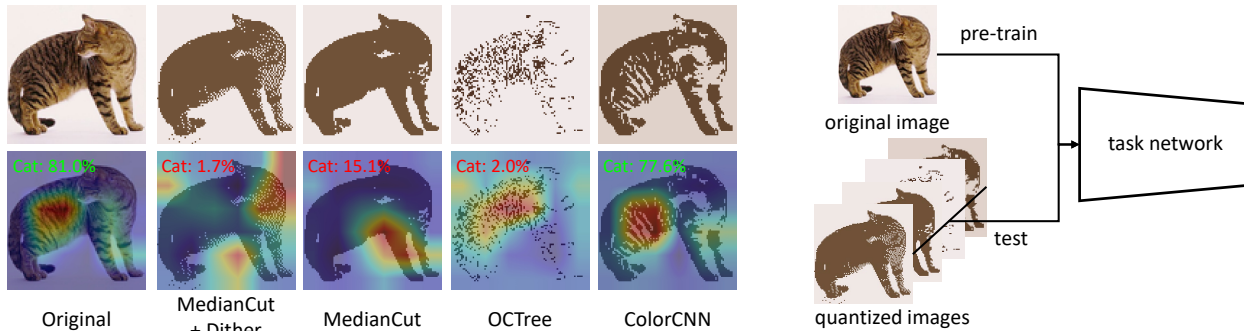 Cat: 81.0%
Cat: 1.7%
Cat: 15.1%
Cat: 2.0%
Cat: 77.6%
Original
MedianCut
+ Dither
MedianCut
OCTree
ColorCNN
pre-train
original image
task network
test
quantized images